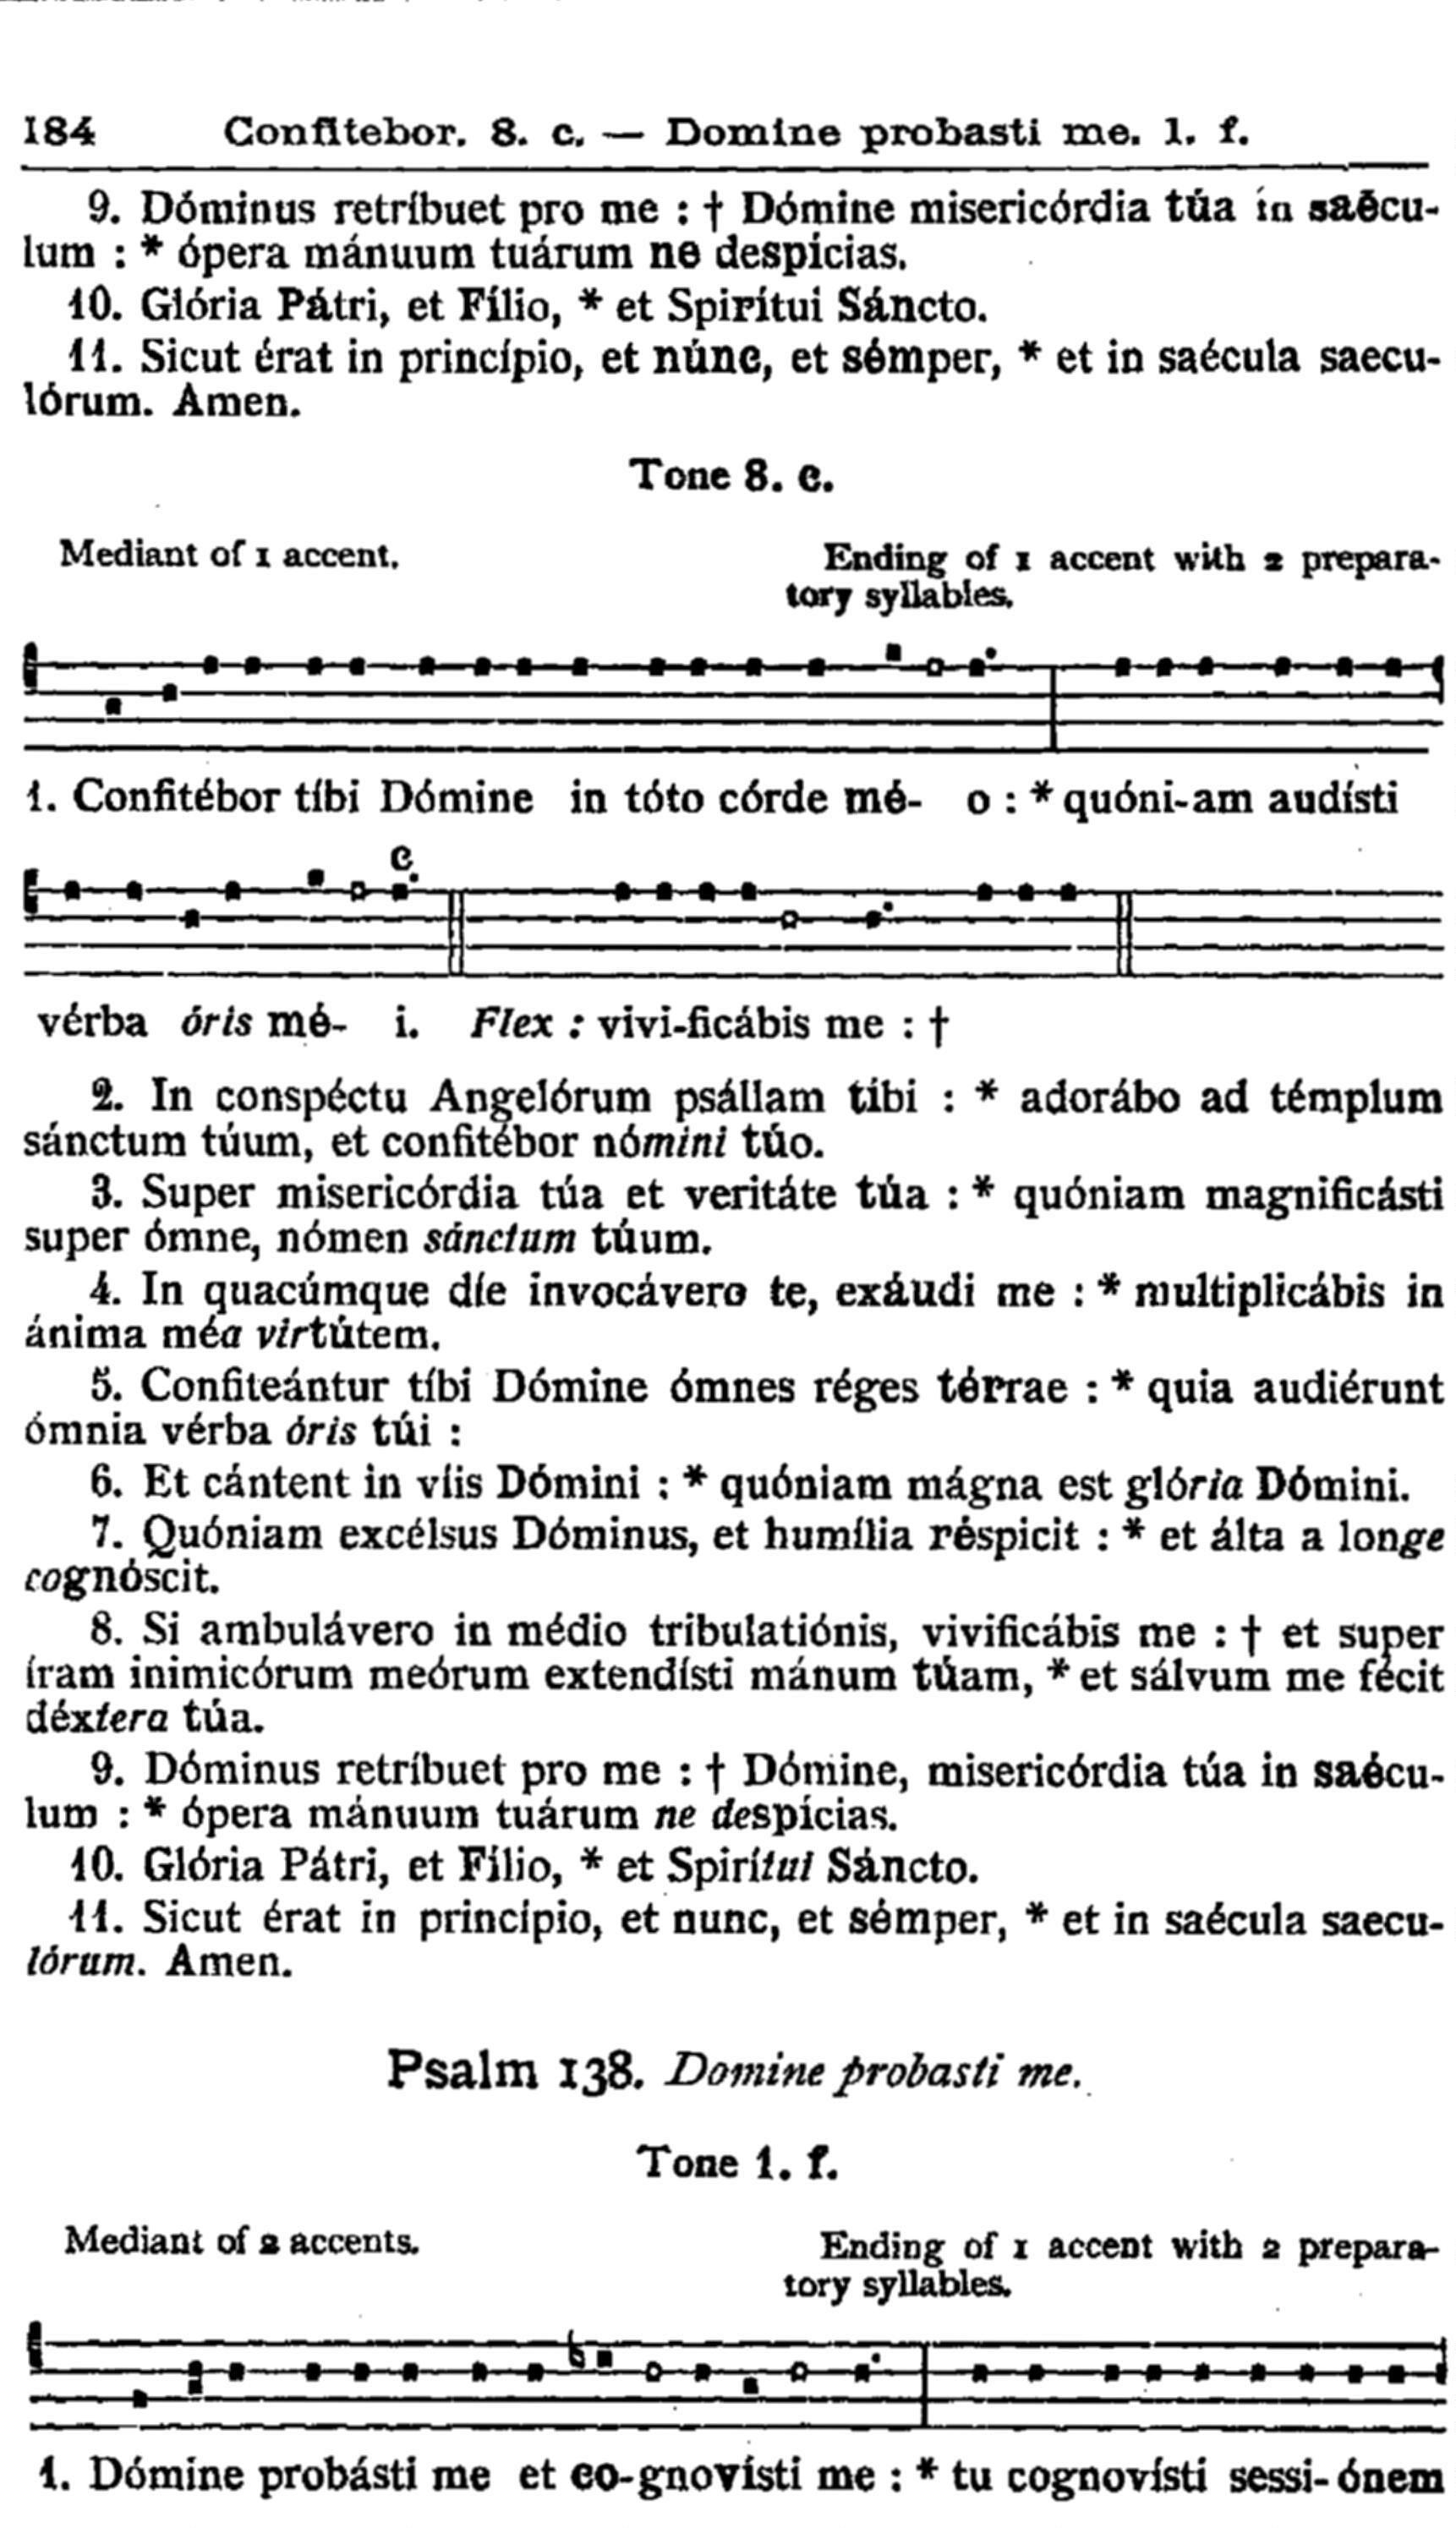 184 Confitebor. 8. c. — Domine probasti me. 1. f.
9. Dóminus retríbuet pro me : † Dómine misericórdia túa in saécu-
lum : * ópera mánuum tuárum ne despícias.
10. Glória Pátri, et Fílio, * et Spirítui Sáncto.
11. Sicut érat in princípio, et núnc, et sémper, * et in saécula saecu-
lórum. Amen.
Tone 8. c.
Mediant of 1 accent.
Ending of 1 accent with 2 prepara-
tory syllables.
1. Confitébor tíbi Dómine in tóto córde mé- o : * quóni-am audísti
c
vérba óris mé- i. Flex : vivi-ficábis me : †
2. In conspéctu Angelórum psállam tíbi : * adorábo ad témplum
sánctum túum, et confitébor nómini túo.
3. Super misericórdia túa et veritáte túa : * quóniam magnificásti
super ómne, nómen sánctum túum.
4. In quacúmque díe invocávero te, exáudi me : * multiplicábis in
ánima méa virtútem.
5. Confiteántur tíbi Dómine ómnes réges térrae : * quia audiérunt
ómnia vérba óris túi :
6. Et cántent in víis Dómini : * quóniam mágna est glória Dómini.
7. Quóniam excélsus Dóminus, et humília réspicit : * et álta a longe
cognóscit.
8. Si ambulávero in médio tribulatiónis, vivificábis me : † et super
íram inimicórum meórum extendísti mánum túam, * et sálvum me fécit
déxtera túa.
9. Dóminus retríbuet pro me : † Dómine, misericórdia túa in saécu-
lum : * ópera mánuum tuárum ne despícias.
10. Glória Pátri, et Fílio, * et Spirítui Sáncto.
11. Sicut érat in princípio, et nunc, et sémper, * et in saécula saecu-
lórum. Amen.
Psalm 138. Domine probasti me.
Tone 1. f.
Mediant of 2 accents.
Ending of 1 accent with 2 prepara-
tory syllables.
1. Dómine probásti me et co-gnovísti me : * tu cognovísti sessi-ónem